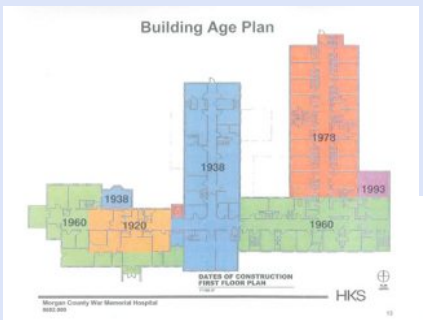 Building Age Plan
1978
1938
1993
1938
1960
1920
1960
DATES OF CONSTRUCTION
FIRST FLOOR PLAN
HKS
Morgan County War Memorial Hospital